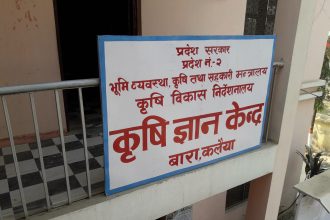 प्रदेश सरकार
प्रदेश नं.-२
भूमि व्यवस्था, कृषि तथा सहकारी मन्त्रालय
कृषि विकास निर्देशनालय
कृषि ज्ञान केन्द्र
बारा, कलैया